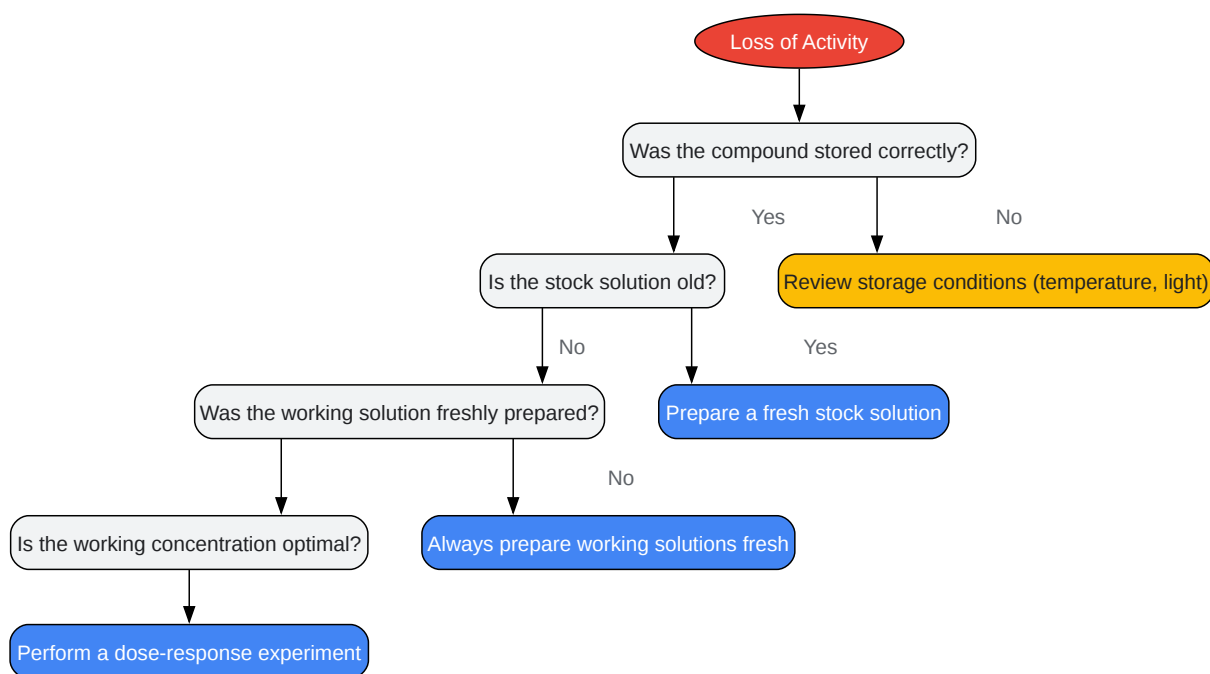 Loss of Activity
Was the compound stored correctly?
Yes
No
Is the stock solution old?
Review storage conditions (temperature, light)
No
Yes
Was the working solution freshly prepared?
Prepare a fresh stock solution
No
Is the working concentration optimal?
Always prepare working solutions fresh
Perform a dose-response experiment